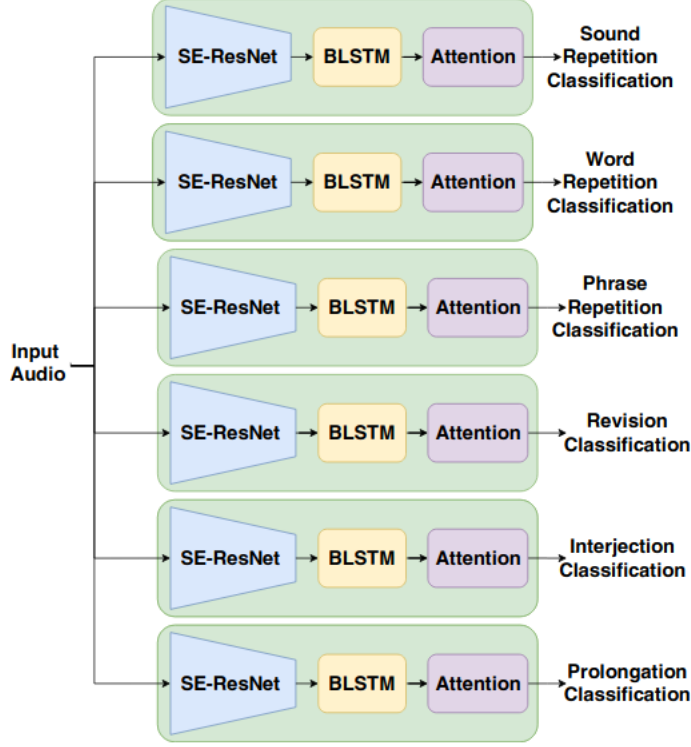 SE-ResNet BLSTM Attention
Sound
Repetition
Classification
SE-ResNet BLSTM Attention
Word
Repetition
Classification
SE-ResNet BLSTM Attention
Phrase
Repetition
Classification
Input
Audio
SE-ResNet BLSTM Attention
Revision
Classification
SE-ResNet BLSTM Attention
Interjection
Classification
SE-ResNet BLSTM Attention
Prolongation
Classification